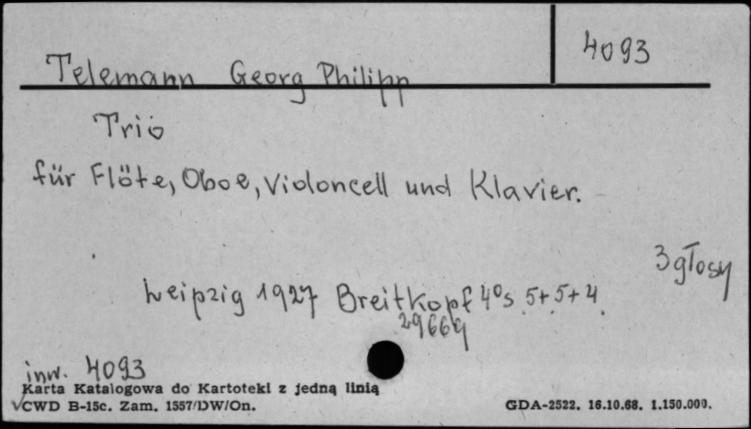 4093
Telemann Georg Philipp
Trio
für Flöte, Oboe, Violoncell und Klavier.
3 głosy
Leipzig 1927 Breitkopf 4os 5+5+4.
29669
inw. 4093
Karta Katalogowa do Kartoteki z jedną linią
CWD B-15c. Zam. 1557/DW/On.
GDA-2522. 16.10.68. 1.150.000.